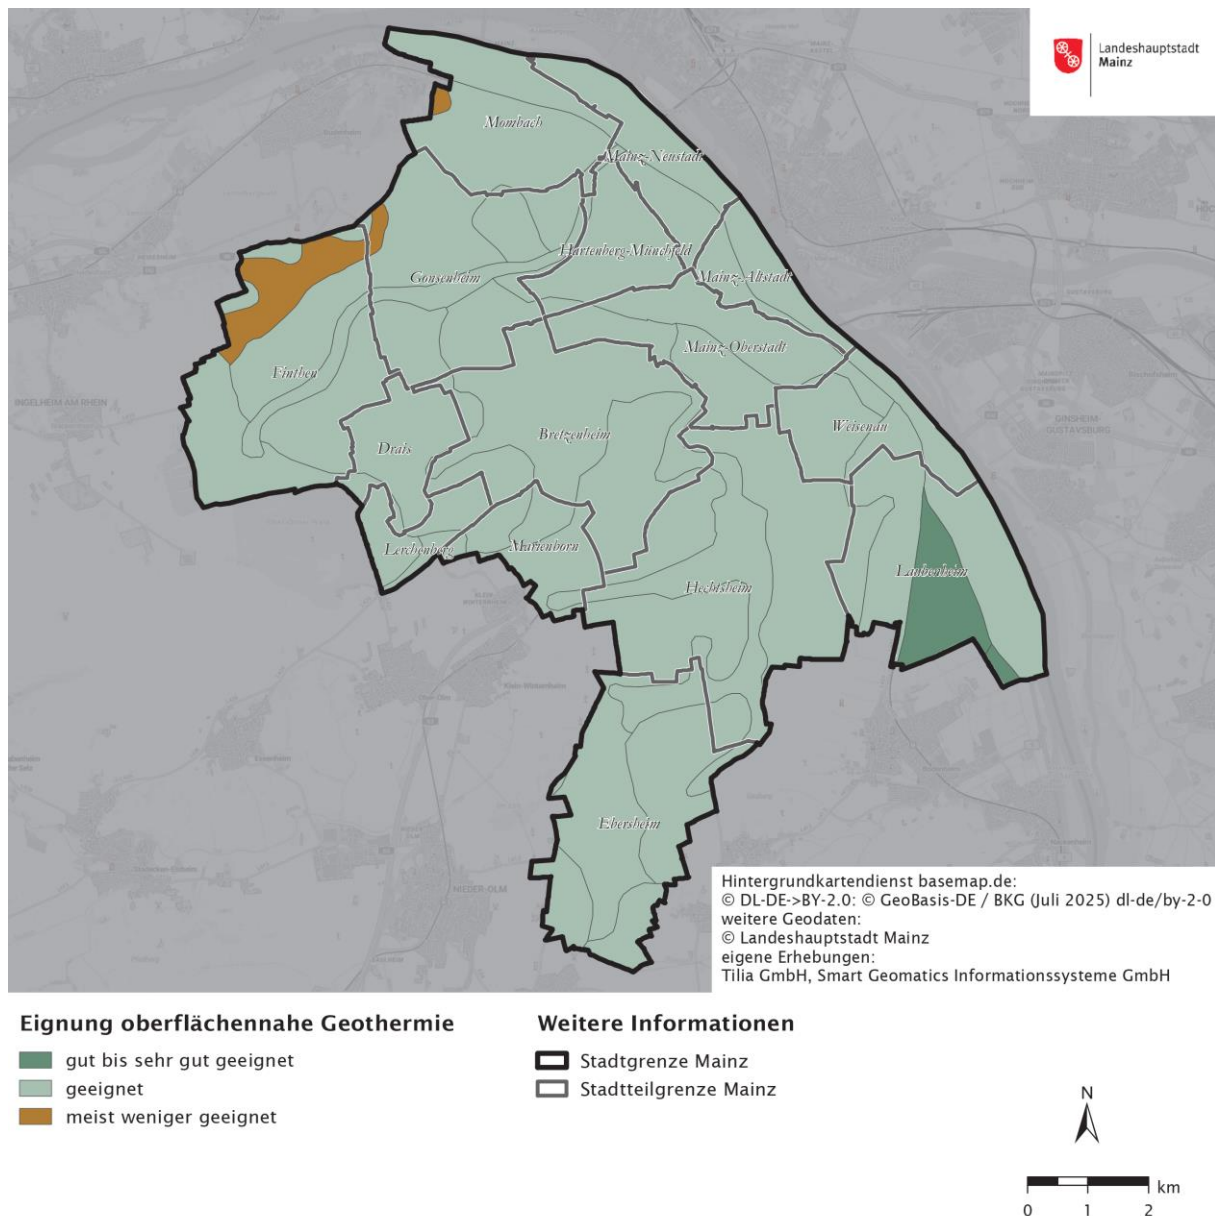 Landeshauptstadt
Mainz
Mombach
Mainz-Neustadt
Hartenberg-Münchfeld
Gonsenheim
Mainz-Altstadt
Mainz-Oberstadt
Finthen
INGELHEIM AM RHEIN
GINSHEIM-
GUSTAVSBURG
Weisenau
Bretzenheim
Drais
Lerchenberg
Marienborn
Laubenheim
Hechtsheim
Ebersheim
NIEDER-OLM
Hintergrundkartendienst basemap.de:
© DL-DE->BY-2.0: © GeoBasis-DE / BKG (Juli 2025) dl-de/by-2-0
weitere Geodaten:
© Landeshauptstadt Mainz
eigene Erhebungen:
Tilia GmbH, Smart Geomatics Informationssysteme GmbH
Eignung oberflächennahe Geothermie
gut bis sehr gut geeignet
geeignet
meist weniger geeignet
Weitere Informationen
Stadtgrenze Mainz
Stadtteilgrenze Mainz
N
km
0 1 2